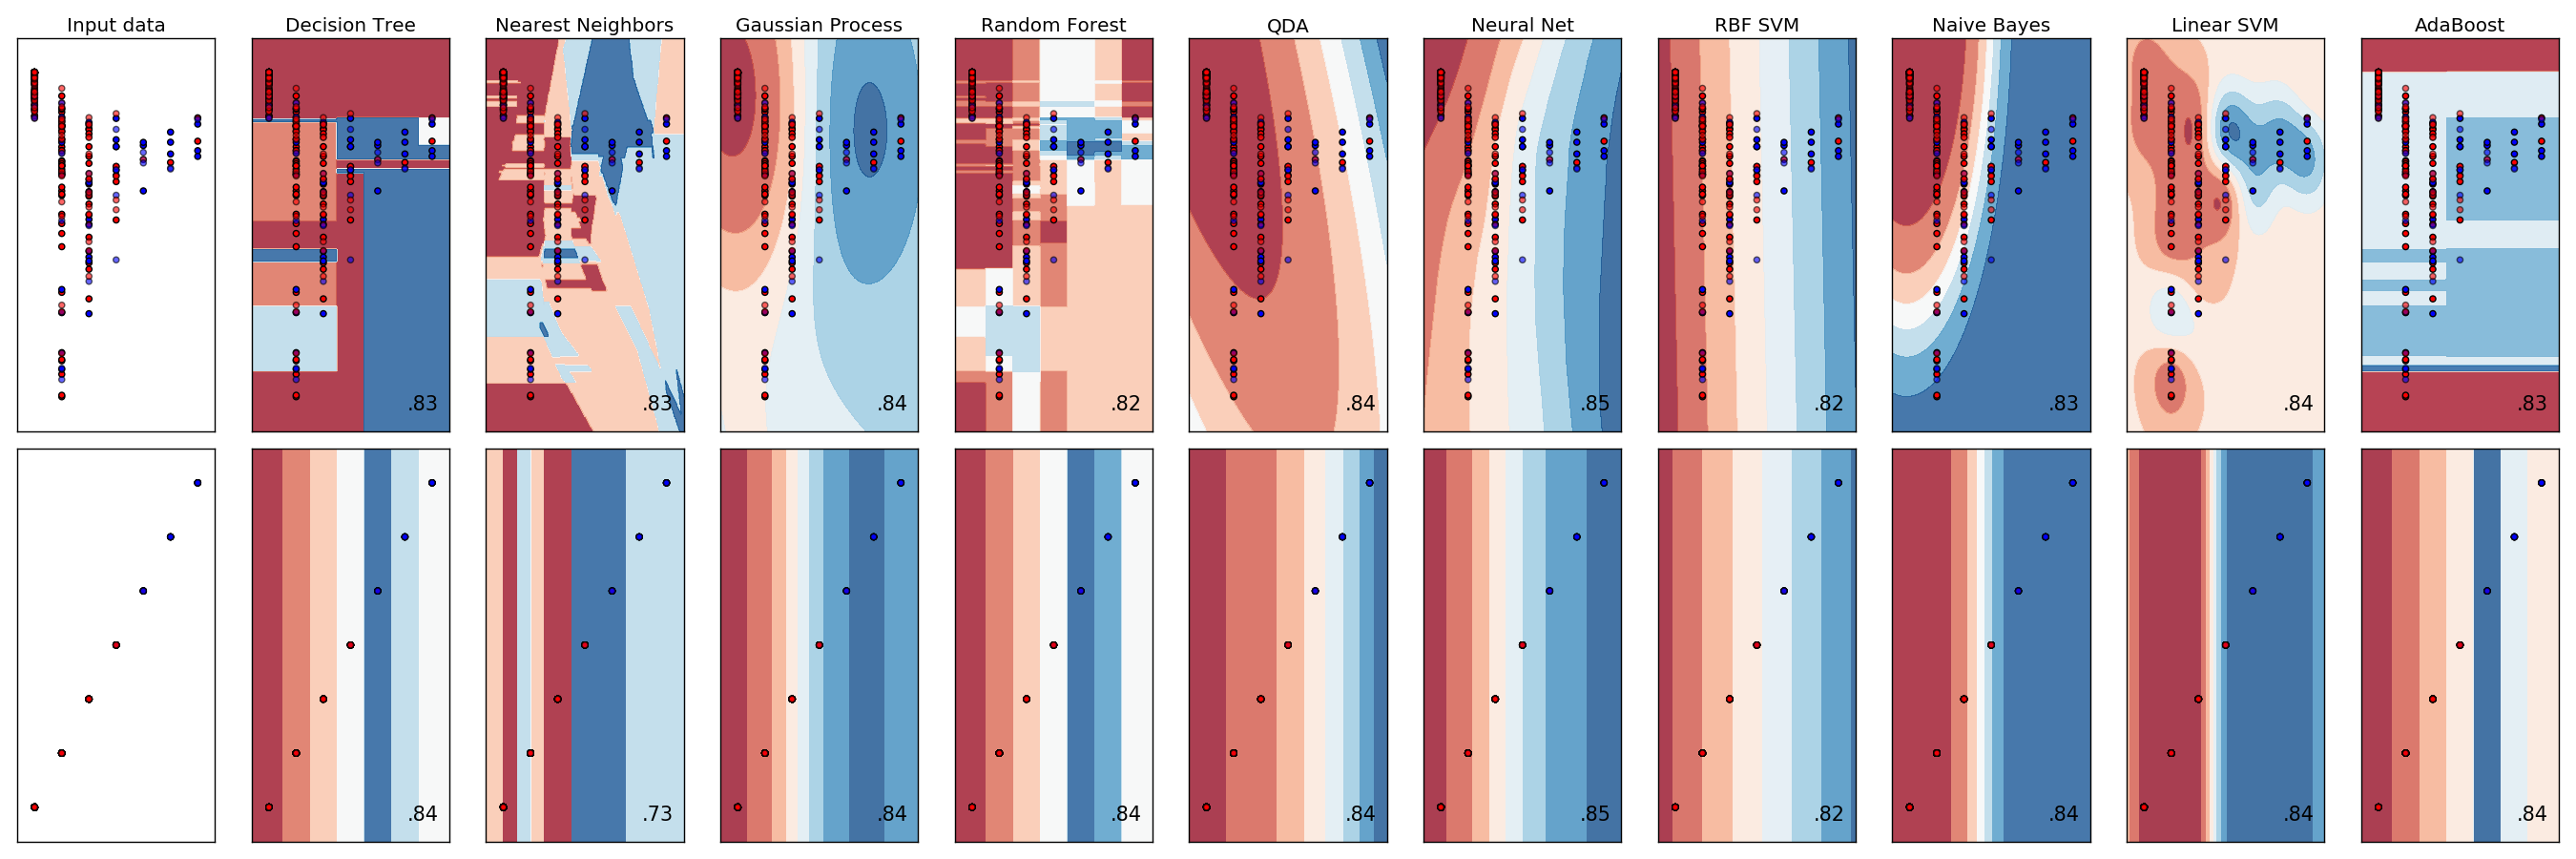 Input data
Decision Tree
Nearest Neighbors
Gaussian Process
Random Forest
QDA
Neural Net
RBF SVM
Naive Bayes
Linear SVM
AdaBoost
.83
.83
.84
.82
.84
.85
.82
.83
.84
.83
.84
.73
.84
.84
.84
.85
.82
.84
.84
.84